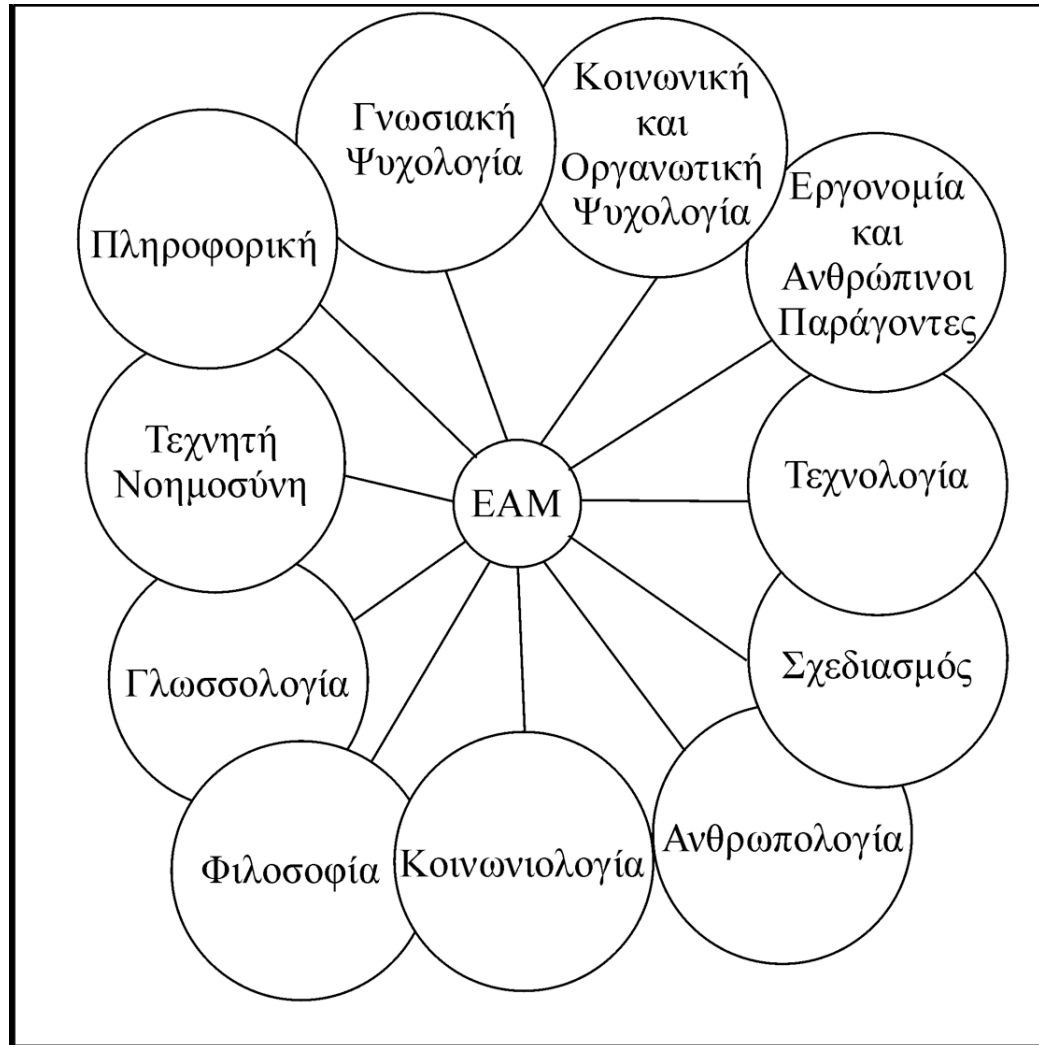 Γνωσιακή
Ψυχολογία
Κοινωνική
και
Οργανωτική
Ψυχολογία
Εργονομία
και
Ανθρώπινοι
Παράγοντες
Πληροφορική
Τεχνητή
Νοημοσύνη
ΕΑΜ
Τεχνολογία
Γλωσσολογία
Σχεδιασμός
Φιλοσοφία
Κοινωνιολογία
Ανθρωπολογία